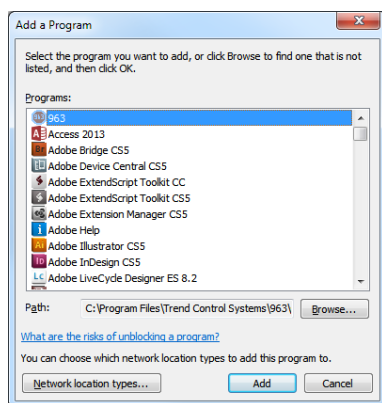 Add a Program
Select the program you want to add, or click Browse to find one that is not
listed, and then click OK.
Programs:
963
Access 2013
Adobe Bridge CS5
Adobe Device Central CS5
Adobe ExtendScript Toolkit CC
Adobe ExtendScript Toolkit CS5
Adobe Extension Manager CS5
Adobe Help
Adobe Illustrator CS5
Adobe InDesign CS5
Adobe LiveCycle Designer ES 8.2
Path: C:\Program Files\Trend Control Systems\963\ Browse...
What are the risks of unblocking a program?
You can choose which network location types to add this program to.
Network location types... Add Cancel